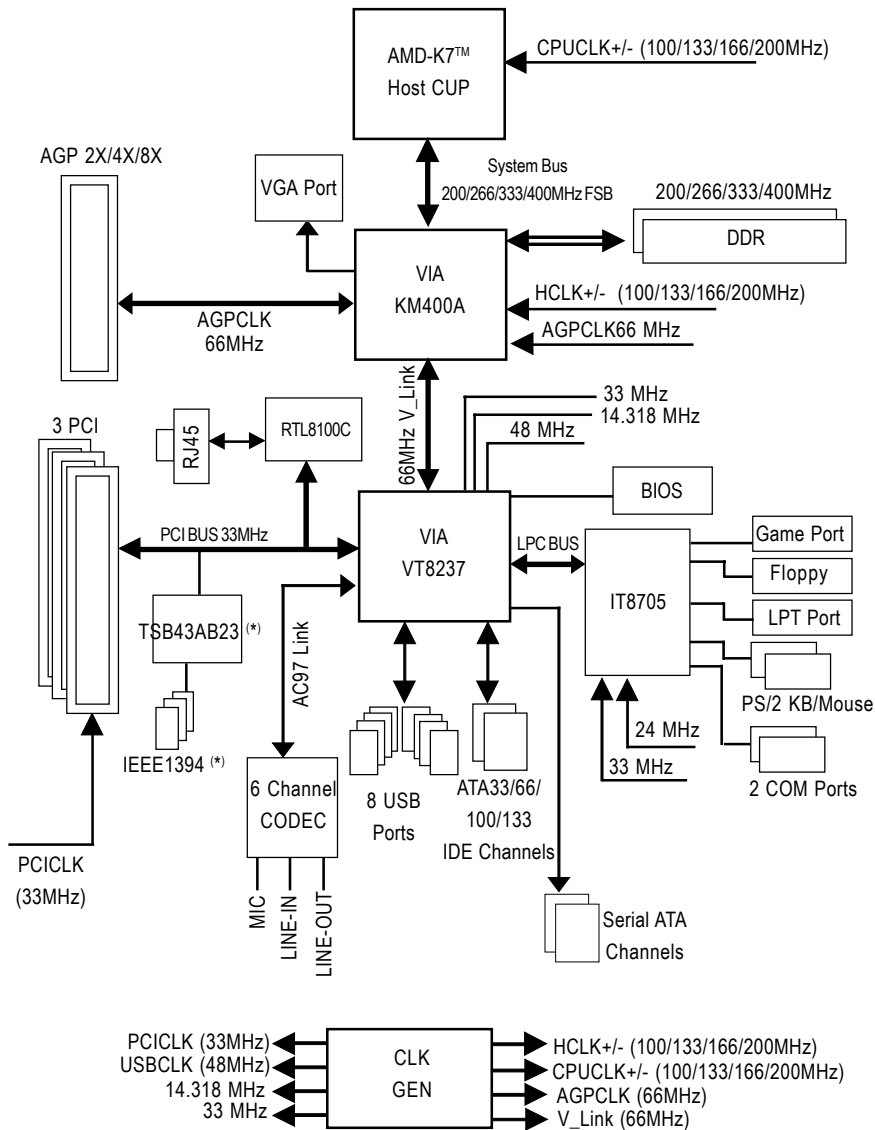 AMD-K7™
Host CUP
CPUCLK+/- (100/133/166/200MHz)
AGP 2X/4X/8X
VGA Port
System Bus
200/266/333/400MHz FSB
200/266/333/400MHz
DDR
VIA
KM400A
HCLK+/- (100/133/166/200MHz)
AGPCLK66 MHz
AGPCLK
66MHz
66MHz V_Link
33 MHz
14.318 MHz
48 MHz
3 PCI
RJ45
RTL8100C
BIOS
PCI BUS 33MHz
VIA
VT8237
LPC BUS
IT8705
Game Port
Floppy
LPT Port
PS/2 KB/Mouse
2 COM Ports
24 MHz
33 MHz
TSB43AB23 (*)
IEEE1394 (*)
AC97 Link
6 Channel
CODEC
MIC
LINE-IN
LINE-OUT
8 USB
Ports
ATA33/66/
100/133
IDE Channels
Serial ATA
Channels
PCICLK
(33MHz)
PCICLK (33MHz)
USBCLK (48MHz)
14.318 MHz
33 MHz
CLK
GEN
HCLK+/- (100/133/166/200MHz)
CPUCLK+/- (100/133/166/200MHz)
AGPCLK (66MHz)
V_Link (66MHz)